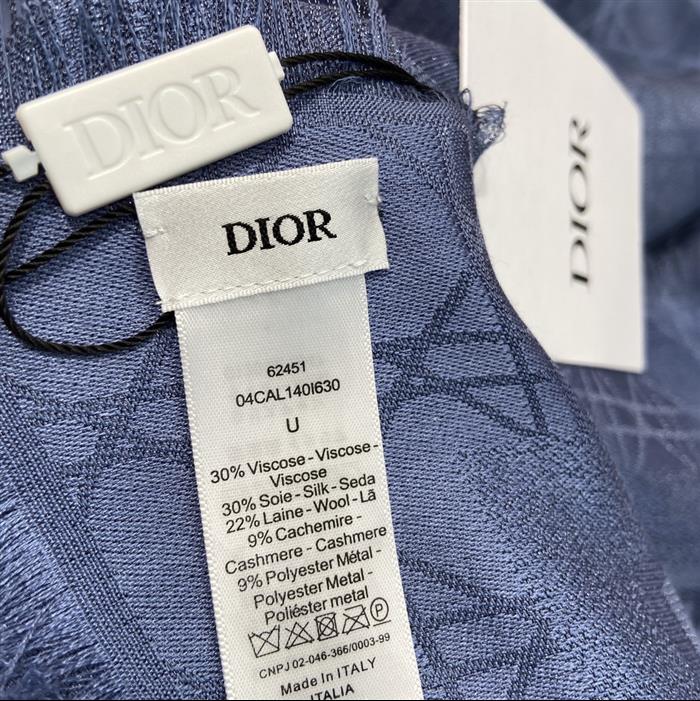 DIOR
DIOR
DIOR
62451
04CAL140I630
U
30% Viscose - Viscose -
Viscose
30% Soie - Silk - Seda
22% Laine - Wool - Lã
9% Cachemire -
Cashmere - Cashmere
9% Polyester Métal -
Polyester Metal -
Poliéster metal
P
CNPJ 02-046-366/0003-99
Made in ITALY
ITALIA